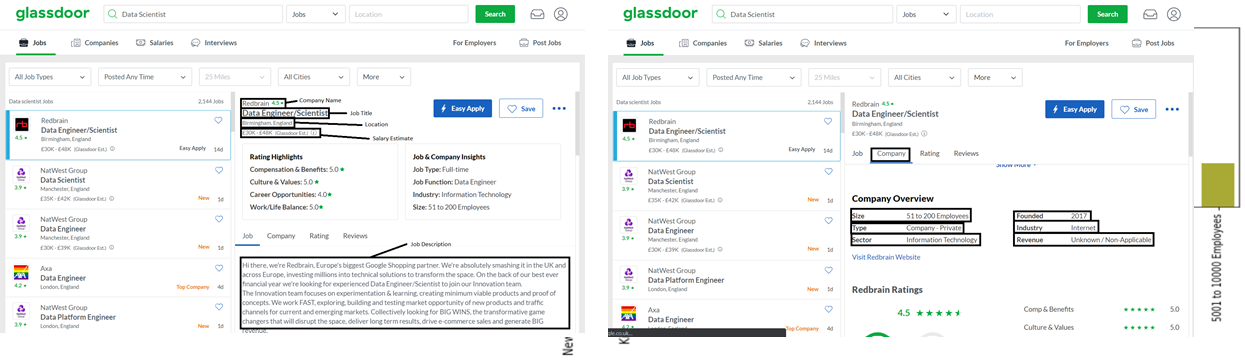 glassdoor
Data Scientist
Jobs
Location
Search
Jobs
Companies
Salaries
Interviews
For Employers
Post Jobs
All Job Types
Posted Any Time
25 Miles
All Cities
More
Data scientist Jobs
2,144 Jobs
Redbrain
Data Engineer/Scientist
Birmingham, England
4.5 ★
£30K - £48K (Glassdoor Est.)
Easy Apply
14d
NatWest Group
Data Scientist
Manchester, England
3.9 ★
£35K - £42K (Glassdoor Est.)
New
1d
NatWest Group
Data Engineer
Manchester, England
3.9 ★
£30K - £39K (Glassdoor Est.)
New
1d
Axa
Data Engineer
London, England
4.2 ★
Top Company
4d
NatWest Group
Data Platform Engineer
London, England
3.9 ★
New
1d
Redbrain 4.5 ★
Company Name
Data Engineer/Scientist
Job Title
Birmingham, England
Location
£30K - £48K (Glassdoor Est.)
Salary Estimate
Easy Apply
Save
Rating Highlights
Compensation & Benefits: 5.0 ★
Culture & Values: 5.0 ★
Career Opportunities: 4.0 ★
Work/Life Balance: 5.0 ★
Job & Company Insights
Job Type: Full-time
Job Function: Data Engineer
Industry: Information Technology
Size: 51 to 200 Employees
Job
Company
Rating
Reviews
Job Description
Hi there, we're Redbrain, Europe's biggest Google Shopping partner. We're absolutely smashing it in the UK and
across Europe, investing millions into technical solutions to transform the space. On the back of our best ever
financial year we're looking for experienced Data Engineer/Scientist to join our Innovation team.
The Innovation team focuses on experimentation & learning, creating minimum viable products and proof of
concepts. We work FAST, exploring, building and testing market opportunity of new products and traffic
channels for current and emerging markets. Collectively looking for BIG WINS, the transformative game
changers that will disrupt the space, deliver long term results, drive e-commerce sales and generate BIG
revenue.
New
glassdoor
Data Scientist
Jobs
Location
Search
Jobs
Companies
Salaries
Interviews
For Employers
Post Jobs
All Job Types
Posted Any Time
25 Miles
All Cities
More
Data scientist Jobs
2,144 Jobs
Redbrain
Data Engineer/Scientist
Birmingham, England
4.5 ★
£30K - £48K (Glassdoor Est.)
Easy Apply
14d
NatWest Group
Data Scientist
Manchester, England
3.9 ★
£35K - £42K (Glassdoor Est.)
New
1d
NatWest Group
Data Engineer
Manchester, England
3.9 ★
£30K - £39K (Glassdoor Est.)
New
1d
NatWest Group
Data Platform Engineer
London, England
3.9 ★
New
1d
Axa
Data Engineer
London, England
Top Company
4d
gle.co.uk...
Redbrain 4.5 ★
Data Engineer/Scientist
Birmingham, England
£30K - £48K (Glassdoor Est.)
Easy Apply
Save
Job
Company
Rating
Reviews
Show More
Company Overview
Size
51 to 200 Employees
Founded
2017
Type
Company - Private
Industry
Internet
Sector
Information Technology
Revenue
Unknown / Non-Applicable
Visit Redbrain Website
Redbrain Ratings
4.5 ★★★★★
Comp & Benefits
★★★★★ 5.0
Culture & Values
★★★★★ 5.0
5001 to 10000 Employees